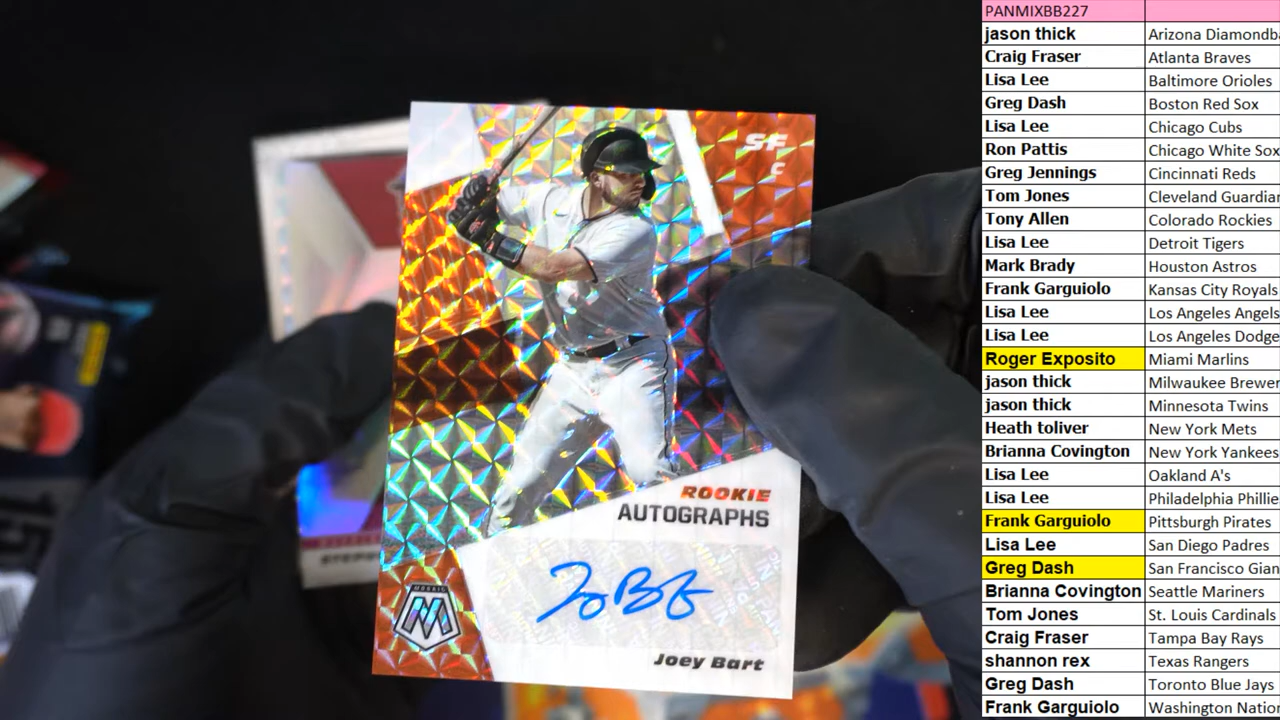 PANMIXBB227
jason thick Arizona Diamondba
Craig Fraser Atlanta Braves
Lisa Lee Baltimore Orioles
Greg Dash Boston Red Sox
Lisa Lee Chicago Cubs
Ron Pattis Chicago White Sox
Greg Jennings Cincinnati Reds
Tom Jones Cleveland Guardian
Tony Allen Colorado Rockies
Lisa Lee Detroit Tigers
Mark Brady Houston Astros
Frank Garguiolo Kansas City Royals
Lisa Lee Los Angeles Angels
Lisa Lee Los Angeles Dodge
Roger Exposito Miami Marlins
jason thick Milwaukee Brewer
jason thick Minnesota Twins
Heath toliver New York Mets
Brianna Covington New York Yankees
Lisa Lee Oakland A's
Lisa Lee Philadelphia Phillie
Frank Garguiolo Pittsburgh Pirates
Lisa Lee San Diego Padres
Greg Dash San Francisco Gian
Brianna Covington Seattle Mariners
Tom Jones St. Louis Cardinals
Craig Fraser Tampa Bay Rays
shannon rex Texas Rangers
Greg Dash Toronto Blue Jays
Frank Garguiolo Washington Nation
SF
C
ROOKIE
AUTOGRAPHS
MOSAIC
Joey Bart
STEPH